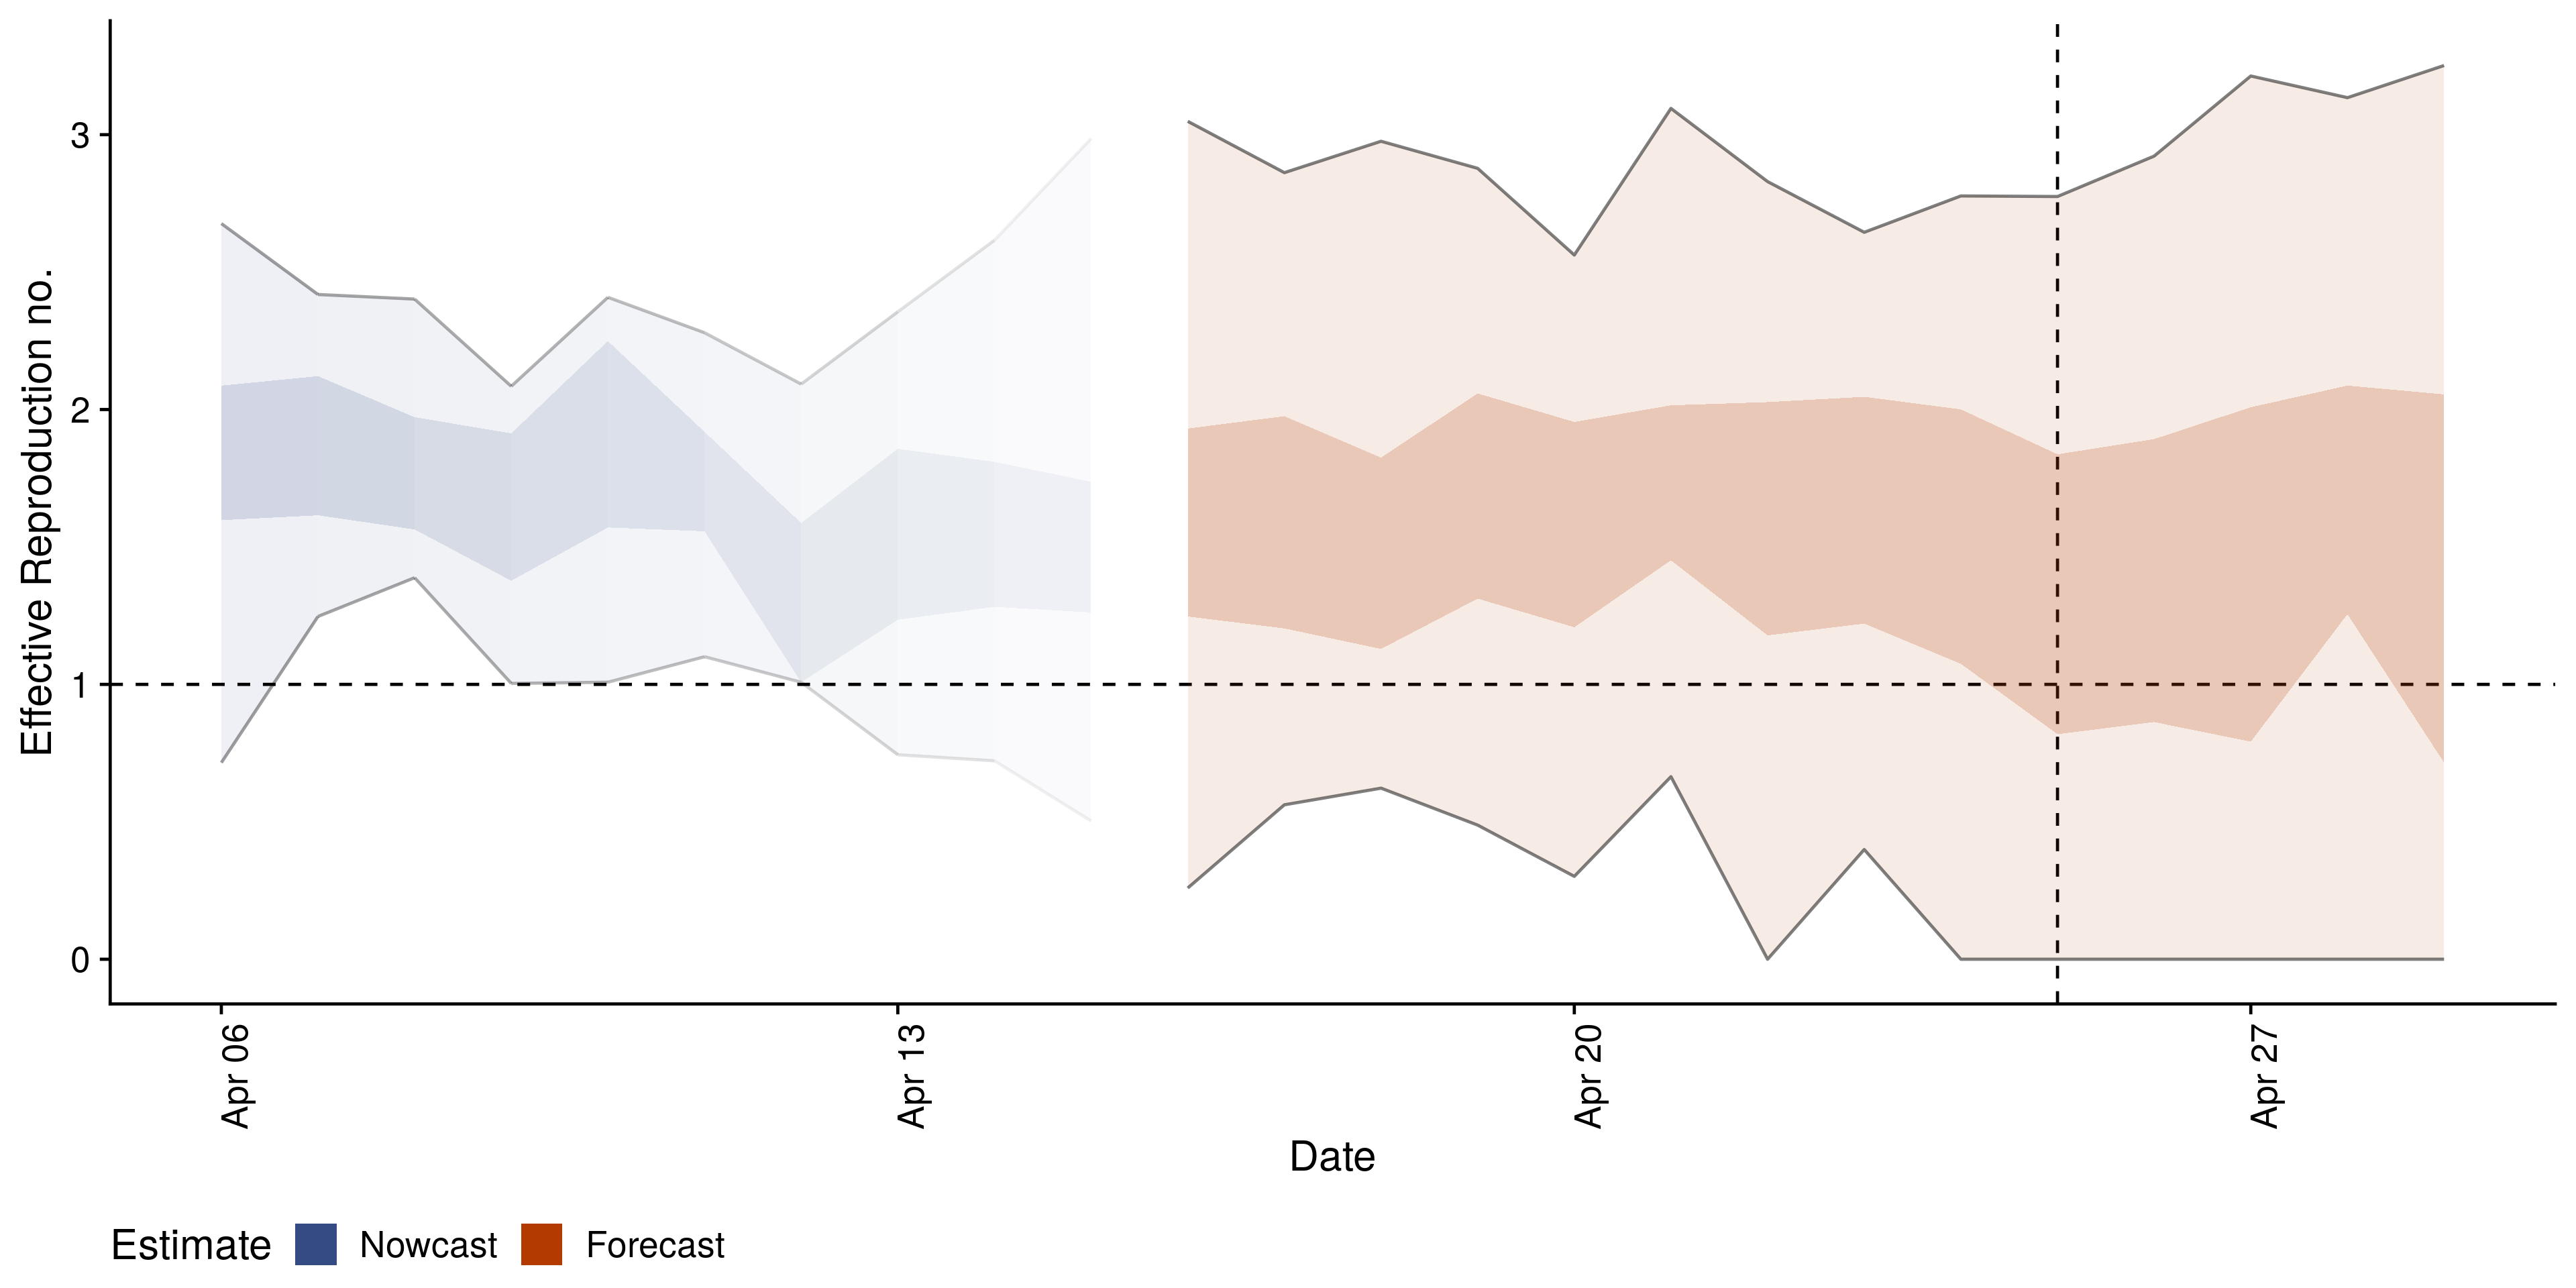 Effective Reproduction no.
3
2
1
0
Apr 06
Apr 13
Apr 20
Apr 27
Date
Estimate Nowcast Forecast